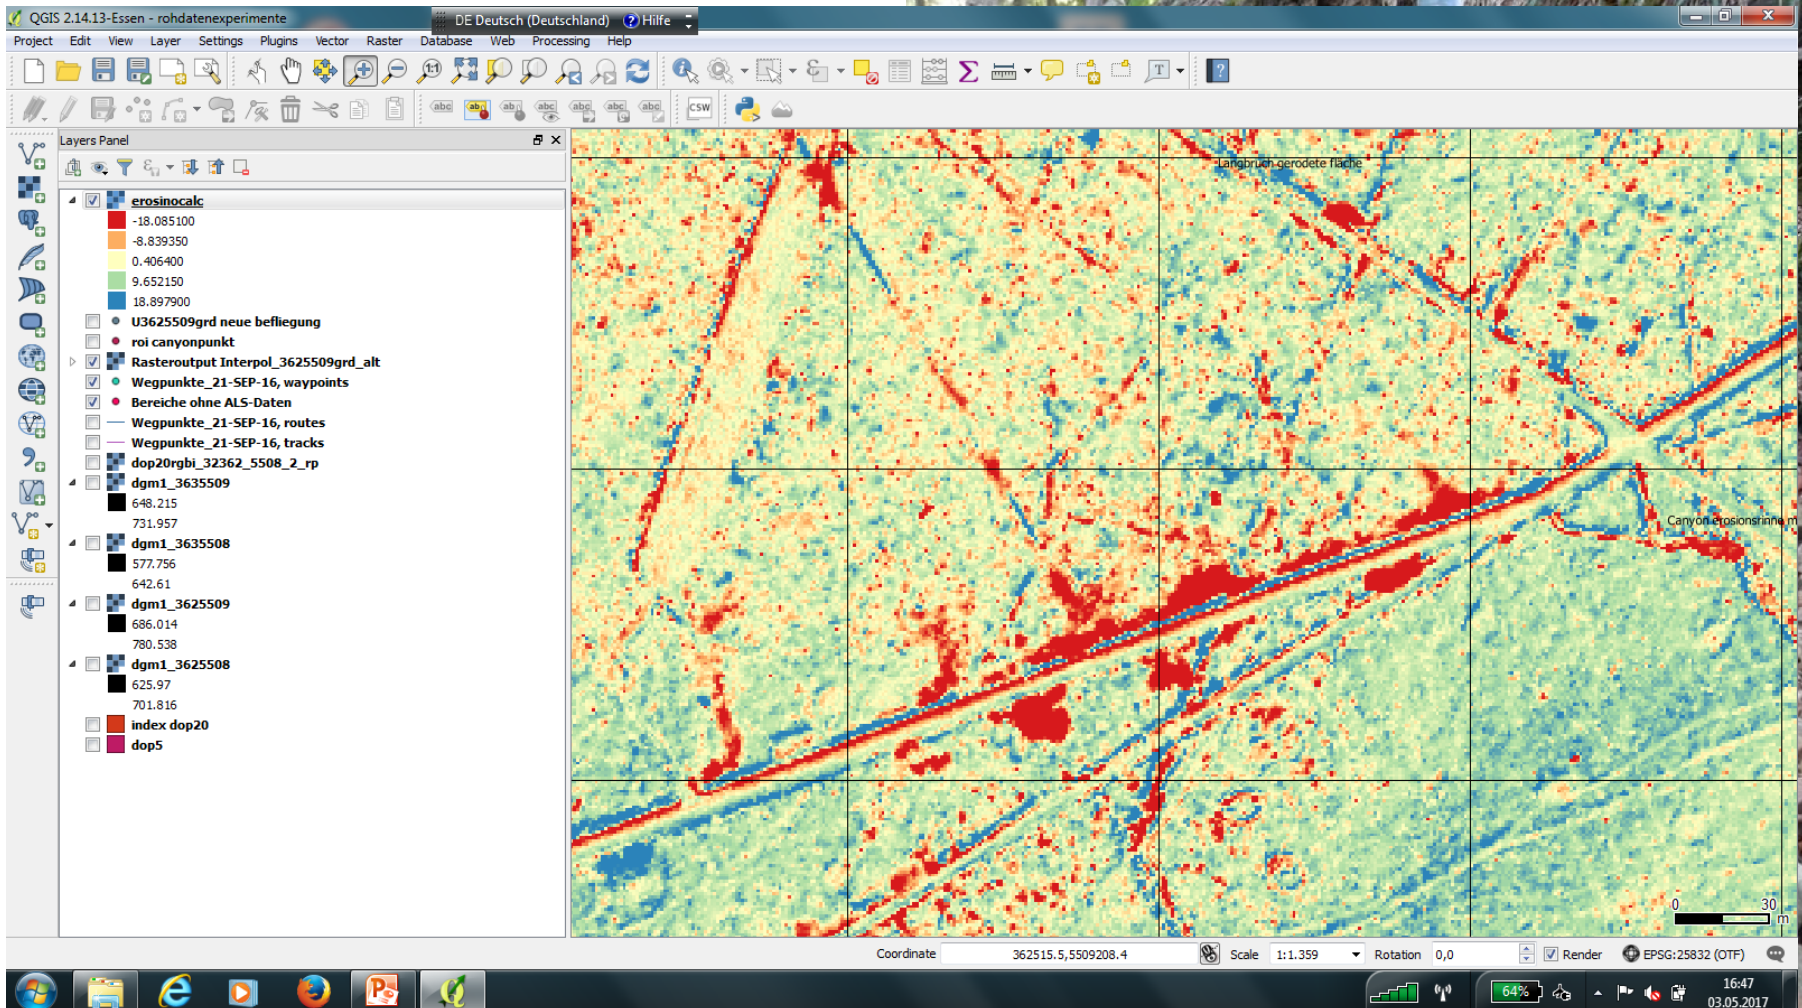 QGIS 2.14.13-Essen - rohdatenexperimente
DE Deutsch (Deutschland) Hilfe
Project Edit View Layer Settings Plugins Vector Raster Database Web Processing Help
Layers Panel
erosinocalc
-18.085100
-8.839350
0.406400
9.652150
18.897900
U3625509grd neue befliegung
roi canyonpunkt
Rasteroutput Interpol_3625509grd_alt
Wegpunkte_21-SEP-16, waypoints
Bereiche ohne ALS-Daten
Wegpunkte_21-SEP-16, routes
Wegpunkte_21-SEP-16, tracks
dop20rgbi_32362_5508_2_rp
dgm1_3635509
648.215
731.957
dgm1_3635508
577.756
642.61
dgm1_3625509
686.014
780.538
dgm1_3625508
625.97
701.816
index dop20
dop5
Langbruch gerodete fläche
Canyon erosionsrinne m
0 30
m
Coordinate 362515.5,5509208.4 Scale 1:1.359 Rotation 0,0 Render EPSG:25832 (OTF)
64% 16:47
03.05.2017